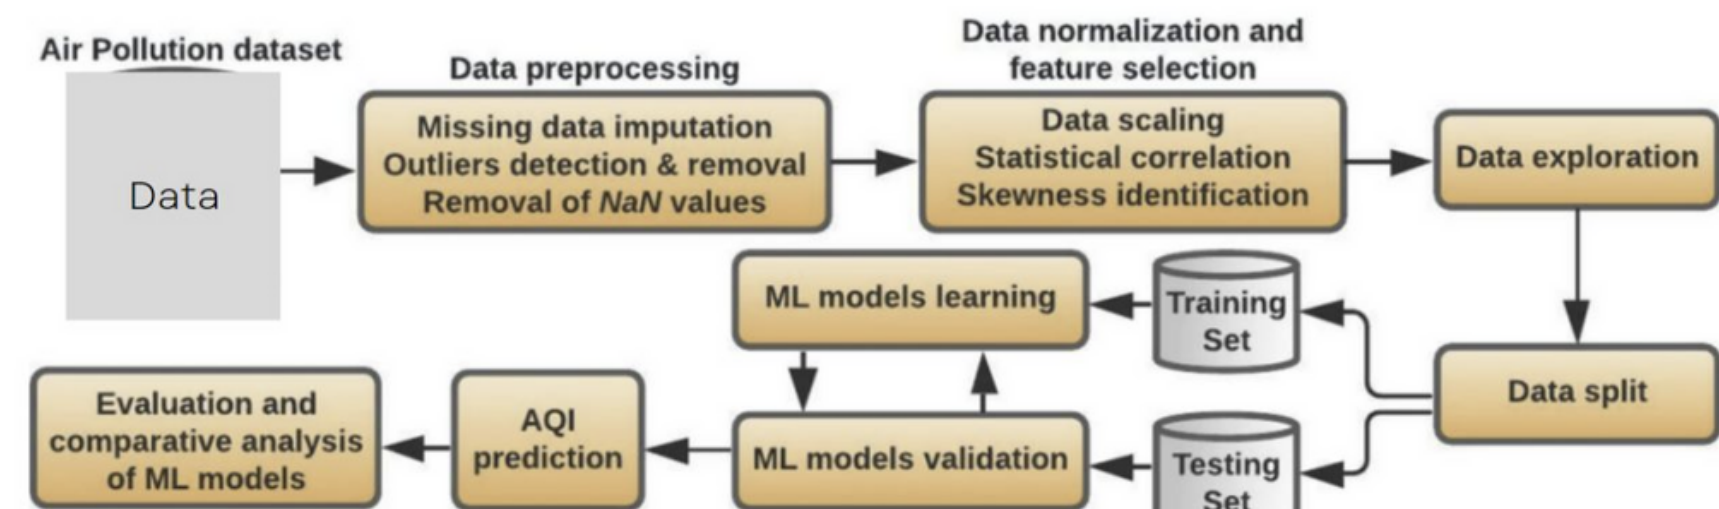 Air Pollution dataset
Data
Data preprocessing
Missing data imputation
Outliers detection & removal
Removal of NaN values
Data normalization and
feature selection
Data scaling
Statistical correlation
Skewness identification
Data exploration
Data split
Training
Set
Testing
Set
ML models learning
ML models validation
AQI
prediction
Evaluation and
comparative analysis
of ML models